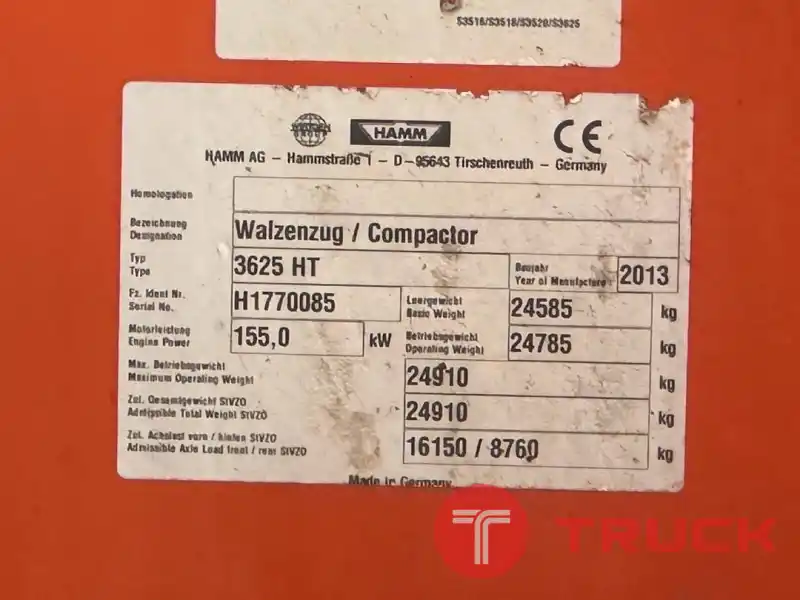 S3516/S3518/S3520/S3625
WIRTGEN GROUP
HAMM
CE
HAMM AG – Hammstraße 1 – D-95643 Tirschenreuth – Germany
Homologation
Bezeichnung
Designation
Walzenzug / Compactor
Typ
Type
3625 HT
Baujahr
Year of Manufacture:
2013
Fz. Ident Nr.
Serial No.
H1770085
Leergewicht
Basic Weight
24585 kg
Motorleistung
Engine Power
155,0 kW
Betriebsgewicht
Operating Weight
24785 kg
Max. Betriebsgewicht
Maximum Operating Weight
24910 kg
Zul. Gesamtgewicht StVZO
Admissible Total Weight StVZO
24910 kg
Zul. Achslast vorn / hinten StVZO
Admissible Axle Load front / rear StVZO
16150 / 8760 kg
Made in Germany
TRUCK